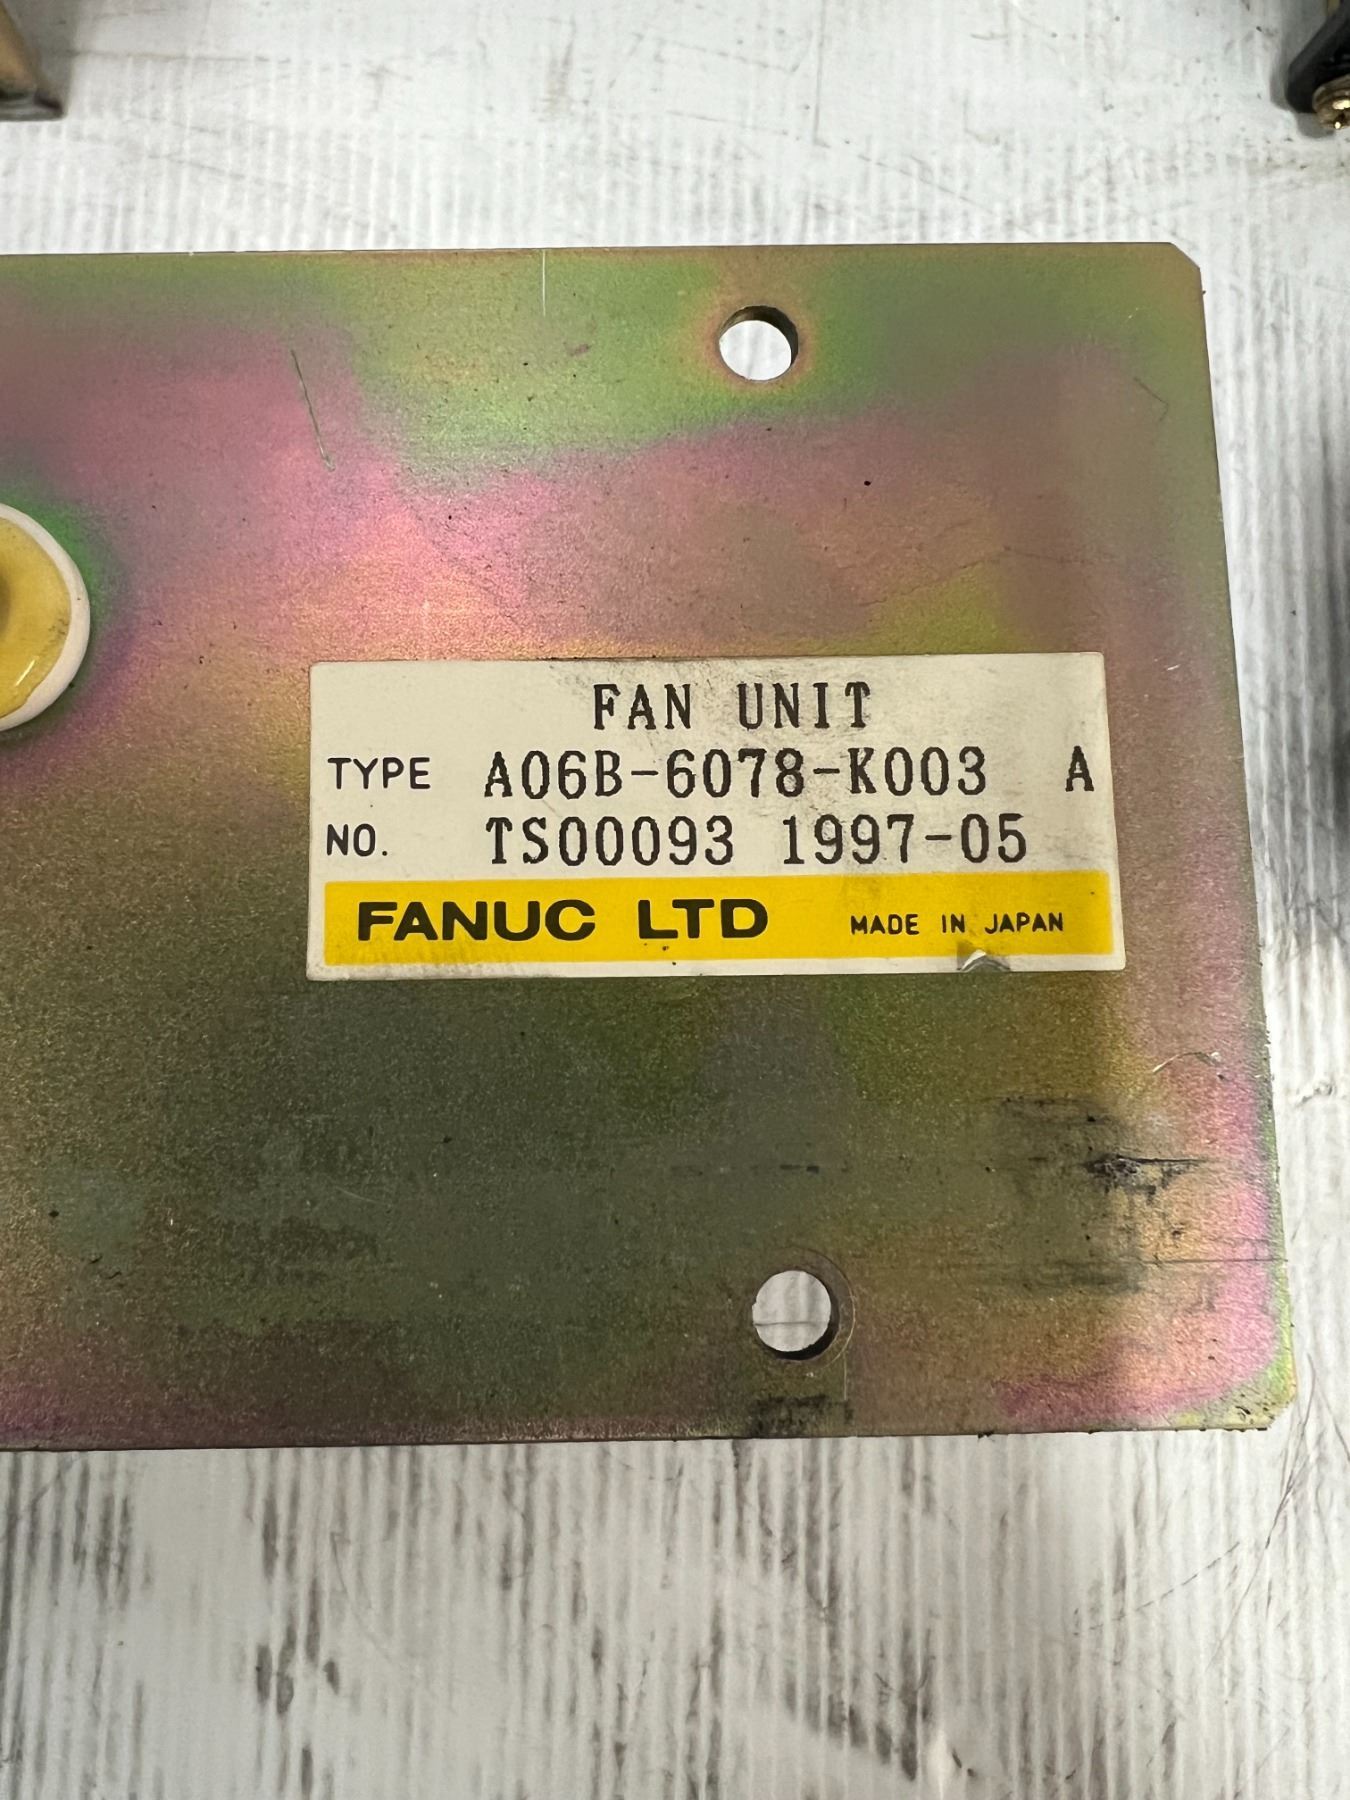 FAN UNIT
TYPE A06B-6078-K003 A
NO. TS00093 1997-05
FANUC LTD MADE IN JAPAN